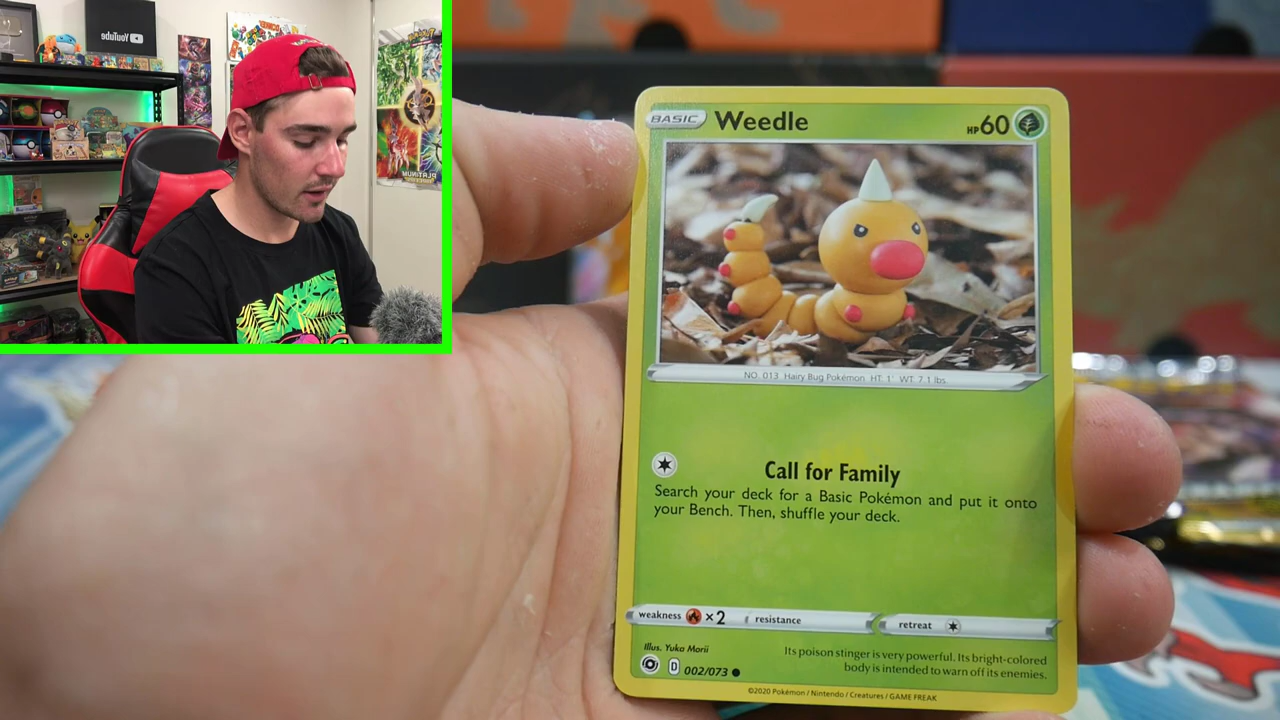 YouTube
PLATINUM
BASIC Weedle HP 60
NO. 013 Hairy Bug Pokémon HT: 1' WT: 7.1 lbs.
Call for Family
Search your deck for a Basic Pokémon and put it onto
your Bench. Then, shuffle your deck.
weakness ×2 resistance retreat
Illus. Yuka Morii
Its poison stinger is very powerful. Its bright-colored
body is intended to warn off its enemies.
D 002/073
©2020 Pokémon / Nintendo / Creatures / GAME FREAK